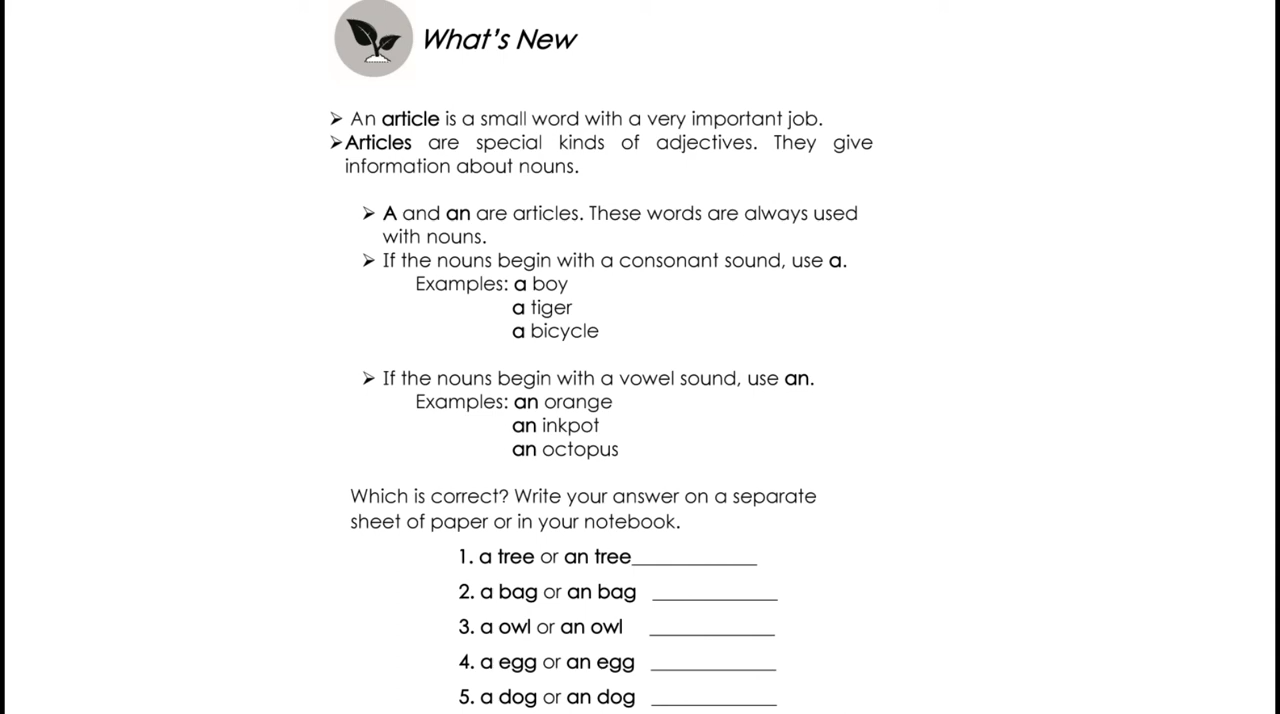 What's New
➢ An article is a small word with a very important job.
➢ Articles are special kinds of adjectives. They give
information about nouns.
➢ A and an are articles. These words are always used
with nouns.
➢ If the nouns begin with a consonant sound, use a.
Examples: a boy
a tiger
a bicycle
➢ If the nouns begin with a vowel sound, use an.
Examples: an orange
an inkpot
an octopus
Which is correct? Write your answer on a separate
sheet of paper or in your notebook.
1. a tree or an tree____________
2. a bag or an bag ____________
3. a owl or an owl ____________
4. a egg or an egg ____________
5. a dog or an dog ____________